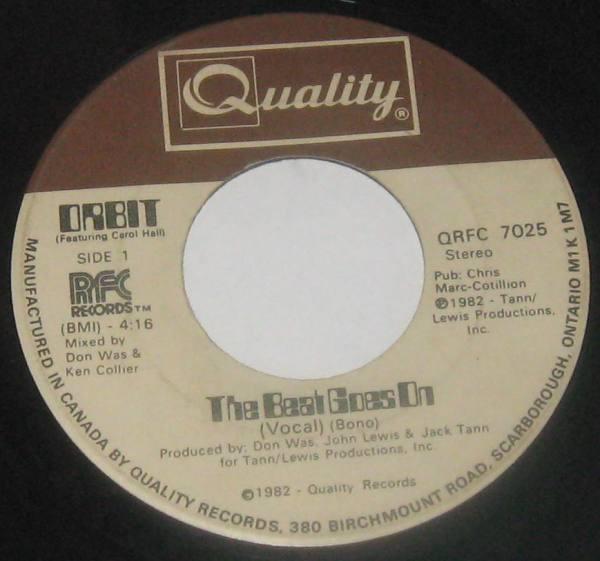 Quality ®
ORBIT
(Featuring Carol Hall)
SIDE 1
RFC
RECORDS™
(BMI) - 4:16
Mixed by
Don Was &
Ken Collier
QRFC 7025
Stereo
Pub: Chris
Marc-Cotillion
℗1982 - Tann/
Lewis Productions,
Inc.
The Beat Goes On
(Vocal) (Bono)
Produced by: Don Was, John Lewis & Jack Tann
for Tann/Lewis Productions, Inc.
©1982 - Quality Records
MANUFACTURED IN CANADA BY QUALITY RECORDS, 380 BIRCHMOUNT ROAD, SCARBOROUGH, ONTARIO M1K 1M7